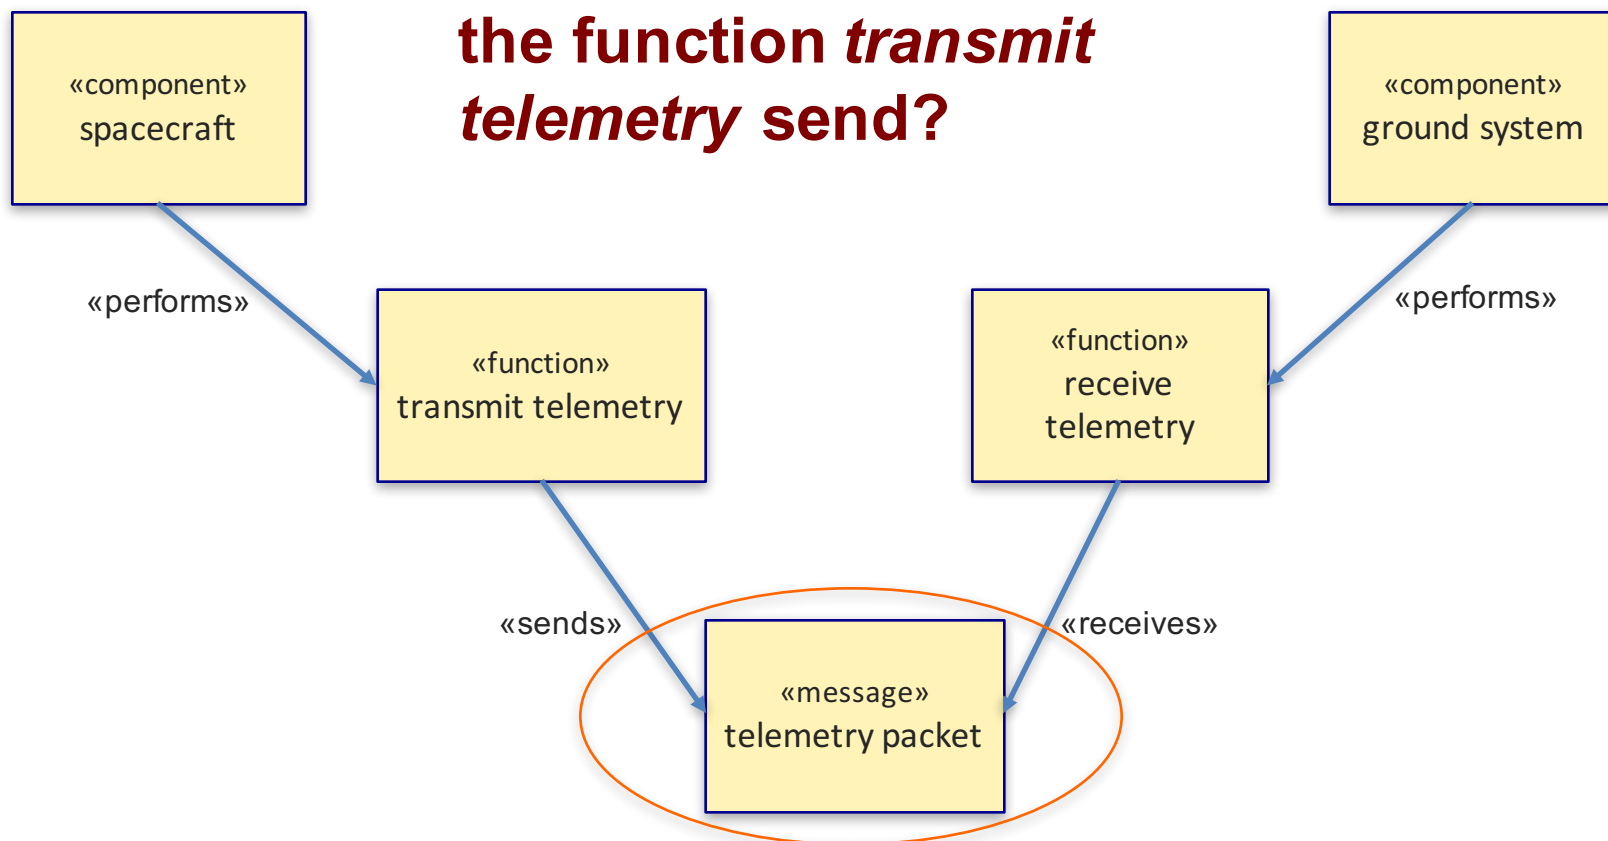 the function transmit
telemetry send?
«component»
spacecraft
«component»
ground system
«performs»
«performs»
«function»
transmit telemetry
«function»
receive
telemetry
«sends»
«receives»
«message»
telemetry packet